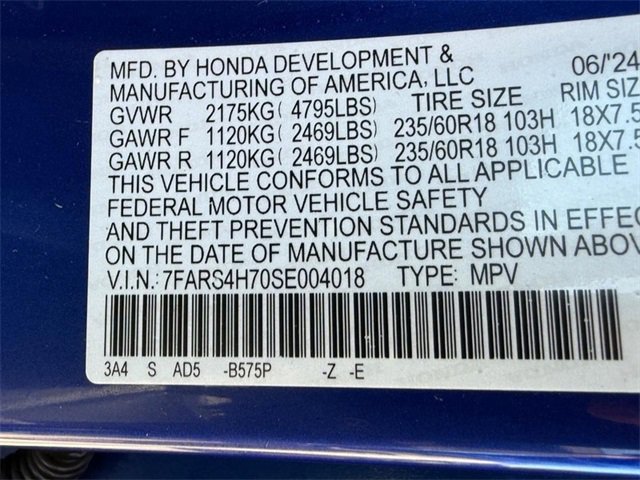 MFD. BY HONDA DEVELOPMENT &
MANUFACTURING OF AMERICA, LLC 06/'24
GVWR 2175KG( 4795LBS) TIRE SIZE RIM SIZ
GAWR F 1120KG( 2469LBS) 235/60R18 103H 18X7.5
GAWR R 1120KG( 2469LBS) 235/60R18 103H 18X7.5
THIS VEHICLE CONFORMS TO ALL APPLICABLE
FEDERAL MOTOR VEHICLE SAFETY
AND THEFT PREVENTION STANDARDS IN EFFEC
ON THE DATE OF MANUFACTURE SHOWN ABOV
V.I.N.: 7FARS4H70SE004018 TYPE: MPV
3A4 S AD5 -B575P -Z -E